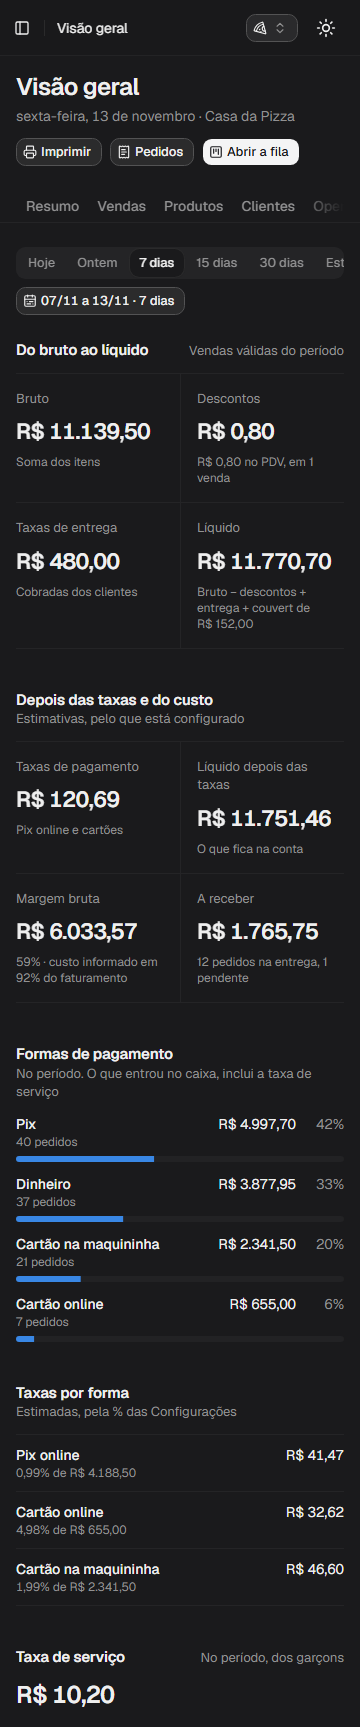 Visão geral
Visão geral
sexta-feira, 13 de novembro · Casa da Pizza
Imprimir Pedidos Abrir a fila
Resumo Vendas Produtos Clientes Ope
Hoje Ontem 7 dias 15 dias 30 dias Est
07/11 a 13/11 · 7 dias
Do bruto ao líquido Vendas válidas do período
Bruto
R$ 11.139,50
Soma dos itens
Descontos
R$ 0,80
R$ 0,80 no PDV, em 1
venda
Taxas de entrega
R$ 480,00
Cobradas dos clientes
Líquido
R$ 11.770,70
Bruto − descontos +
entrega + couvert de
R$ 152,00
Depois das taxas e do custo
Estimativas, pelo que está configurado
Taxas de pagamento
R$ 120,69
Pix online e cartões
Líquido depois das
taxas
R$ 11.751,46
O que fica na conta
Margem bruta
R$ 6.033,57
59% · custo informado em
92% do faturamento
A receber
R$ 1.765,75
12 pedidos na entrega, 1
pendente
Formas de pagamento
No período. O que entrou no caixa, inclui a taxa de
serviço
Pix R$ 4.997,70 42%
40 pedidos
Dinheiro R$ 3.877,95 33%
37 pedidos
Cartão na maquininha R$ 2.341,50 20%
21 pedidos
Cartão online R$ 655,00 6%
7 pedidos
Taxas por forma
Estimadas, pela % das Configurações
Pix online R$ 41,47
0,99% de R$ 4.188,50
Cartão online R$ 32,62
4,98% de R$ 655,00
Cartão na maquininha R$ 46,60
1,99% de R$ 2.341,50
Taxa de serviço No período, dos garçons
R$ 10,20